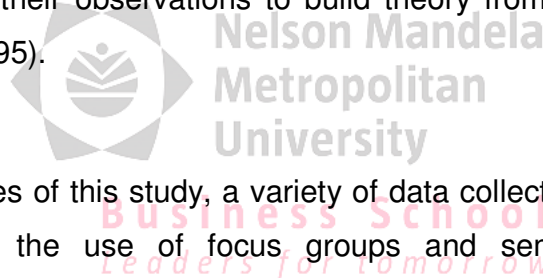 their observations to build theory from
Nelson Mandela
95).
Metropolitan
University
es of this study, a variety of data collect
Business School
the use of focus groups and sem
Leaders for tomorrow